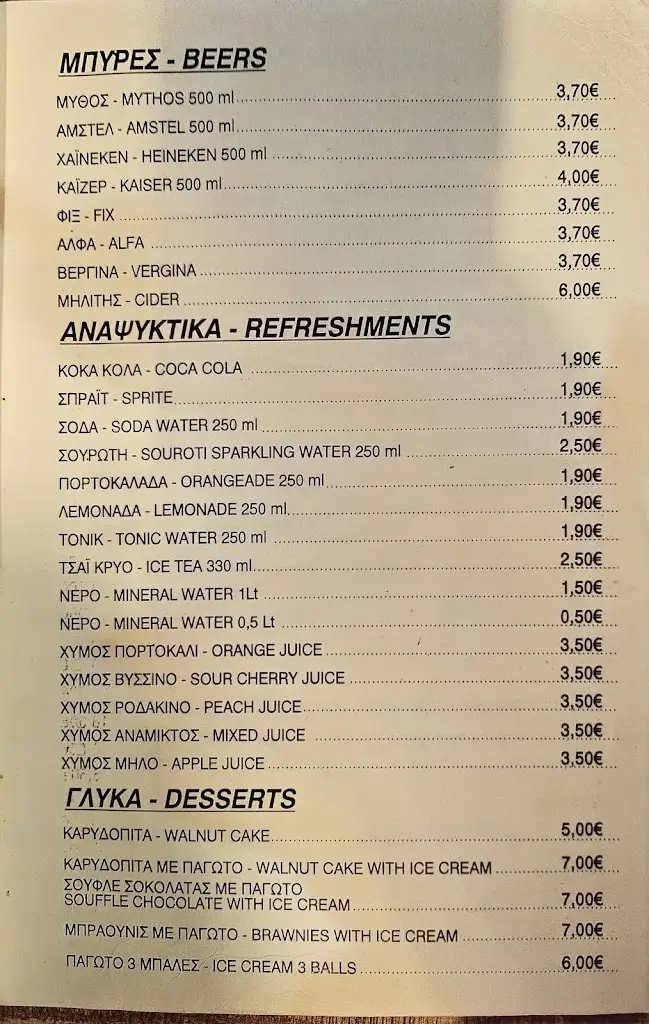 ΜΠΥΡΕΣ - BEERS
ΜΥΘΟΣ - MYTHOS 500 ml 3,70€
ΑΜΣΤΕΛ - AMSTEL 500 ml 3,70€
ΧΑΪΝΕΚΕΝ - HEINEKEN 500 ml 3,70€
ΚΑΪΖΕΡ - KAISER 500 ml 4,00€
ΦΙΞ - FIX 3,70€
ΑΛΦΑ - ALFA 3,70€
ΒΕΡΓΙΝΑ - VERGINA 3,70€
ΜΗΛΙΤΗΣ - CIDER 6,00€
ΑΝΑΨΥΚΤΙΚΑ - REFRESHMENTS
ΚΟΚΑ ΚΟΛΑ - COCA COLA 1,90€
ΣΠΡΑΪΤ - SPRITE 1,90€
ΣΟΔΑ - SODA WATER 250 ml 1,90€
ΣΟΥΡΩΤΗ - SOUROTI SPARKLING WATER 250 ml 2,50€
ΠΟΡΤΟΚΑΛΑΔΑ - ORANGEADE 250 ml 1,90€
ΛΕΜΟΝΑΔΑ - LEMONADE 250 ml 1,90€
ΤΟΝΙΚ - TONIC WATER 250 ml 1,90€
ΤΣΑΪ ΚΡΥΟ - ICE TEA 330 ml 2,50€
ΝΕΡΟ - MINERAL WATER 1Lt 1,50€
ΝΕΡΟ - MINERAL WATER 0,5 Lt 0,50€
ΧΥΜΟΣ ΠΟΡΤΟΚΑΛΙ - ORANGE JUICE 3,50€
ΧΥΜΟΣ ΒΥΣΣΙΝΟ - SOUR CHERRY JUICE 3,50€
ΧΥΜΟΣ ΡΟΔΑΚΙΝΟ - PEACH JUICE 3,50€
ΧΥΜΟΣ ΑΝΑΜΙΚΤΟΣ - MIXED JUICE 3,50€
ΧΥΜΟΣ ΜΗΛΟ - APPLE JUICE 3,50€
ΓΛΥΚΑ - DESSERTS
ΚΑΡΥΔΟΠΙΤΑ - WALNUT CAKE 5,00€
ΚΑΡΥΔΟΠΙΤΑ ΜΕ ΠΑΓΩΤΟ - WALNUT CAKE WITH ICE CREAM 7,00€
ΣΟΥΦΛΕ ΣΟΚΟΛΑΤΑΣ ΜΕ ΠΑΓΩΤΟ
SOUFFLE CHOCOLATE WITH ICE CREAM 7,00€
ΜΠΡΑΟΥΝΙΣ ΜΕ ΠΑΓΩΤΟ - BRAWNIES WITH ICE CREAM 7,00€
ΠΑΓΩΤΟ 3 ΜΠΑΛΕΣ - ICE CREAM 3 BALLS 6,00€